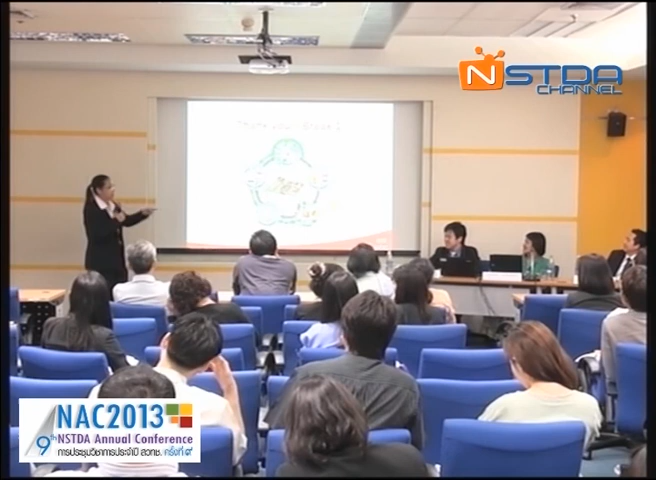 NSTDA
CHANNEL
NAC2013
9th NSTDA Annual Conference
การประชุมวิชาการประจำปี สวทช. ครั้งที่ ๙